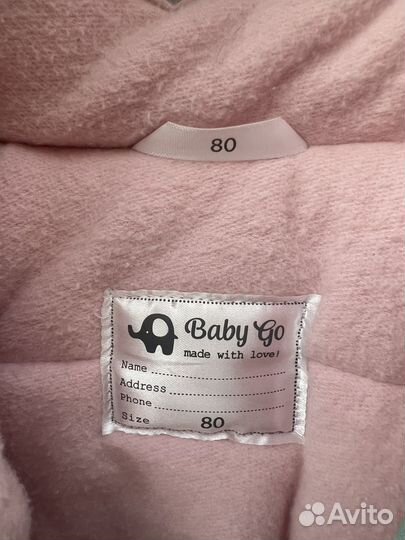 80
Baby Go
made with love!
Name
Address
Phone
Size 80
Avito